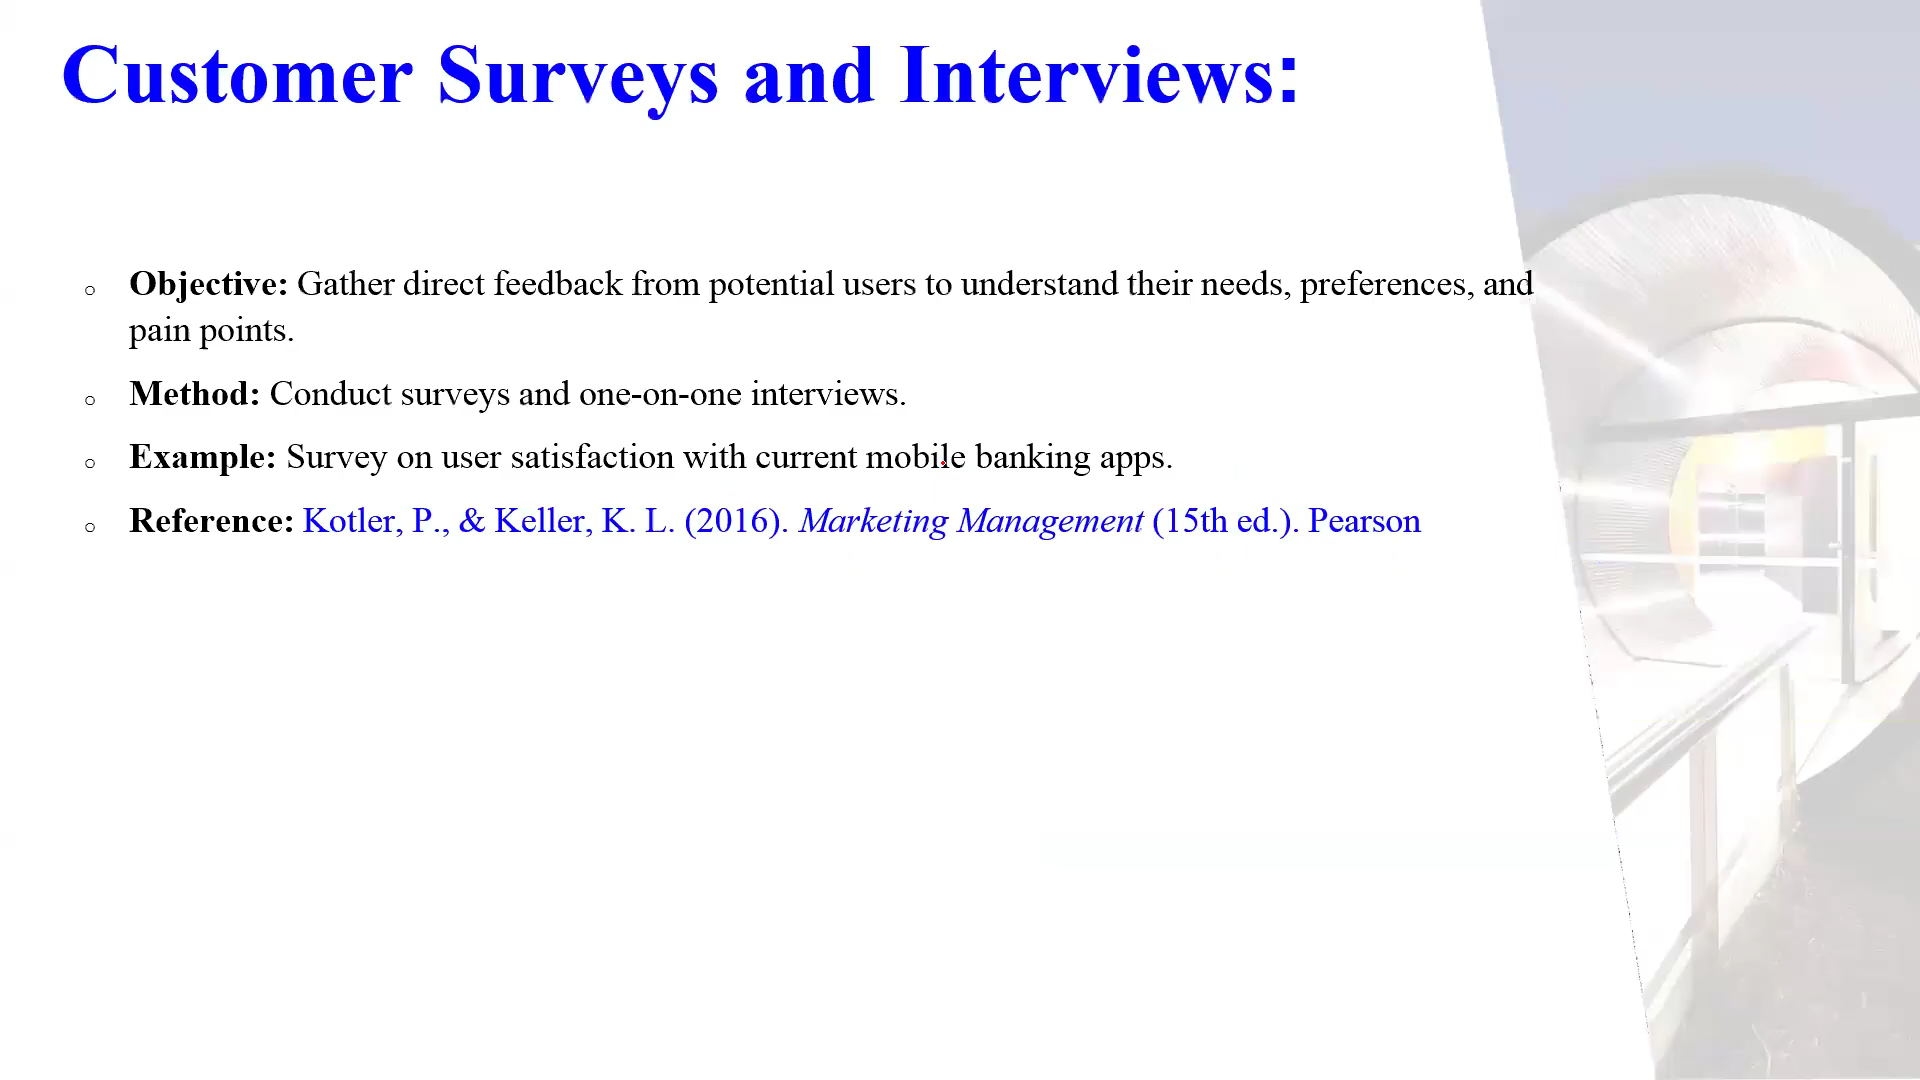 Customer Surveys and Interviews:
Objective: Gather direct feedback from potential users to understand their needs, preferences, and
pain points.
Method: Conduct surveys and one-on-one interviews.
Example: Survey on user satisfaction with current mobile banking apps.
Reference: Kotler, P., & Keller, K. L. (2016). Marketing Management (15th ed.). Pearson